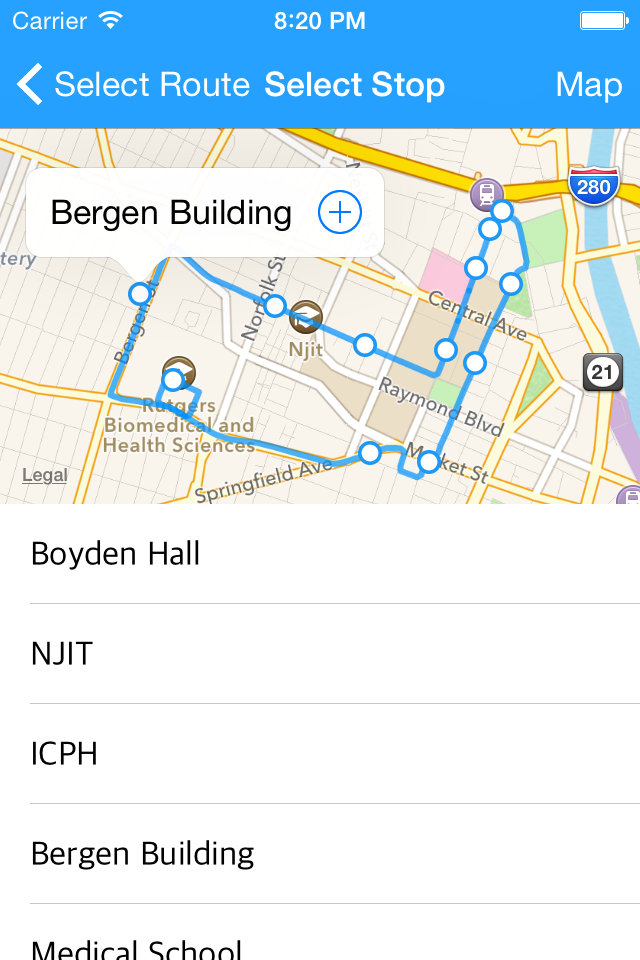 Carrier 8:20 PM
Select Route Select Stop Map
280
Bergen Building
tery
Bergen St
Norfolk St
Central Ave
Njit
21
Raymond Blvd
Rutgers
Biomedical and
Health Sciences
Market St
Legal
Springfield Ave
Boyden Hall
NJIT
ICPH
Bergen Building
Medical School